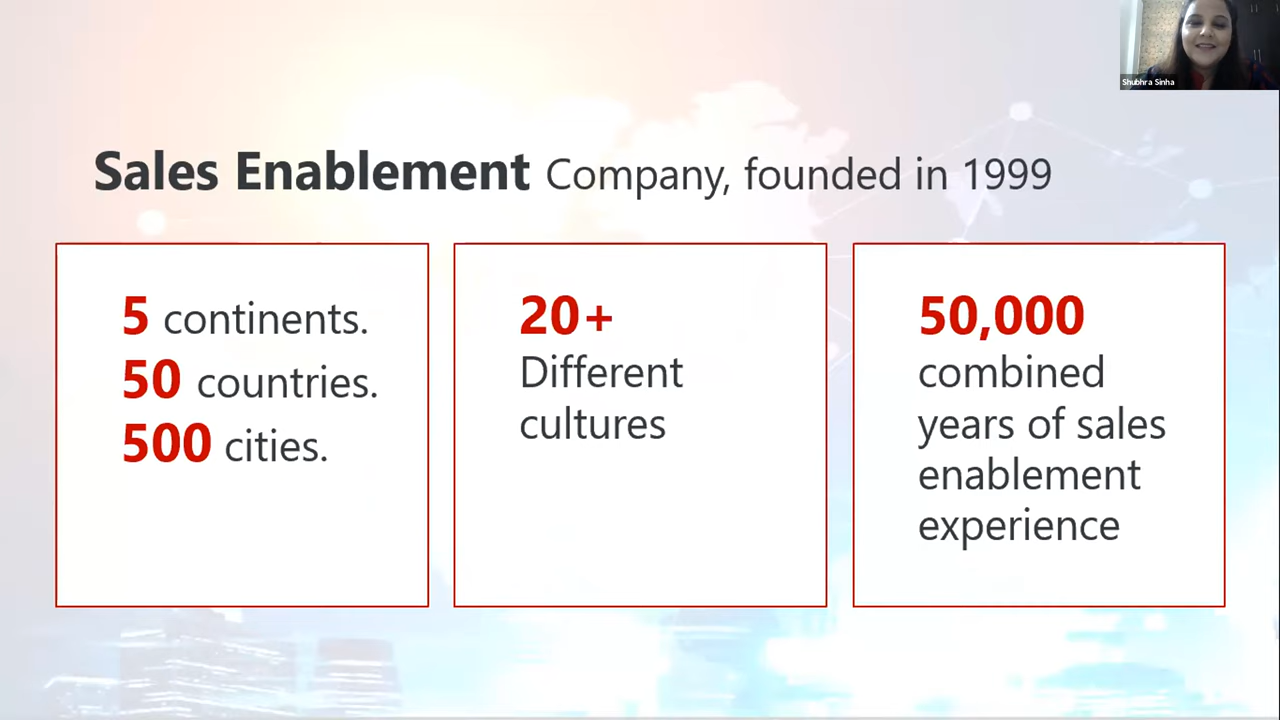 Shubhra Sinha
Sales Enablement Company, founded in 1999
5 continents.
50 countries.
500 cities.
20+
Different
cultures
50,000
combined
years of sales
enablement
experience